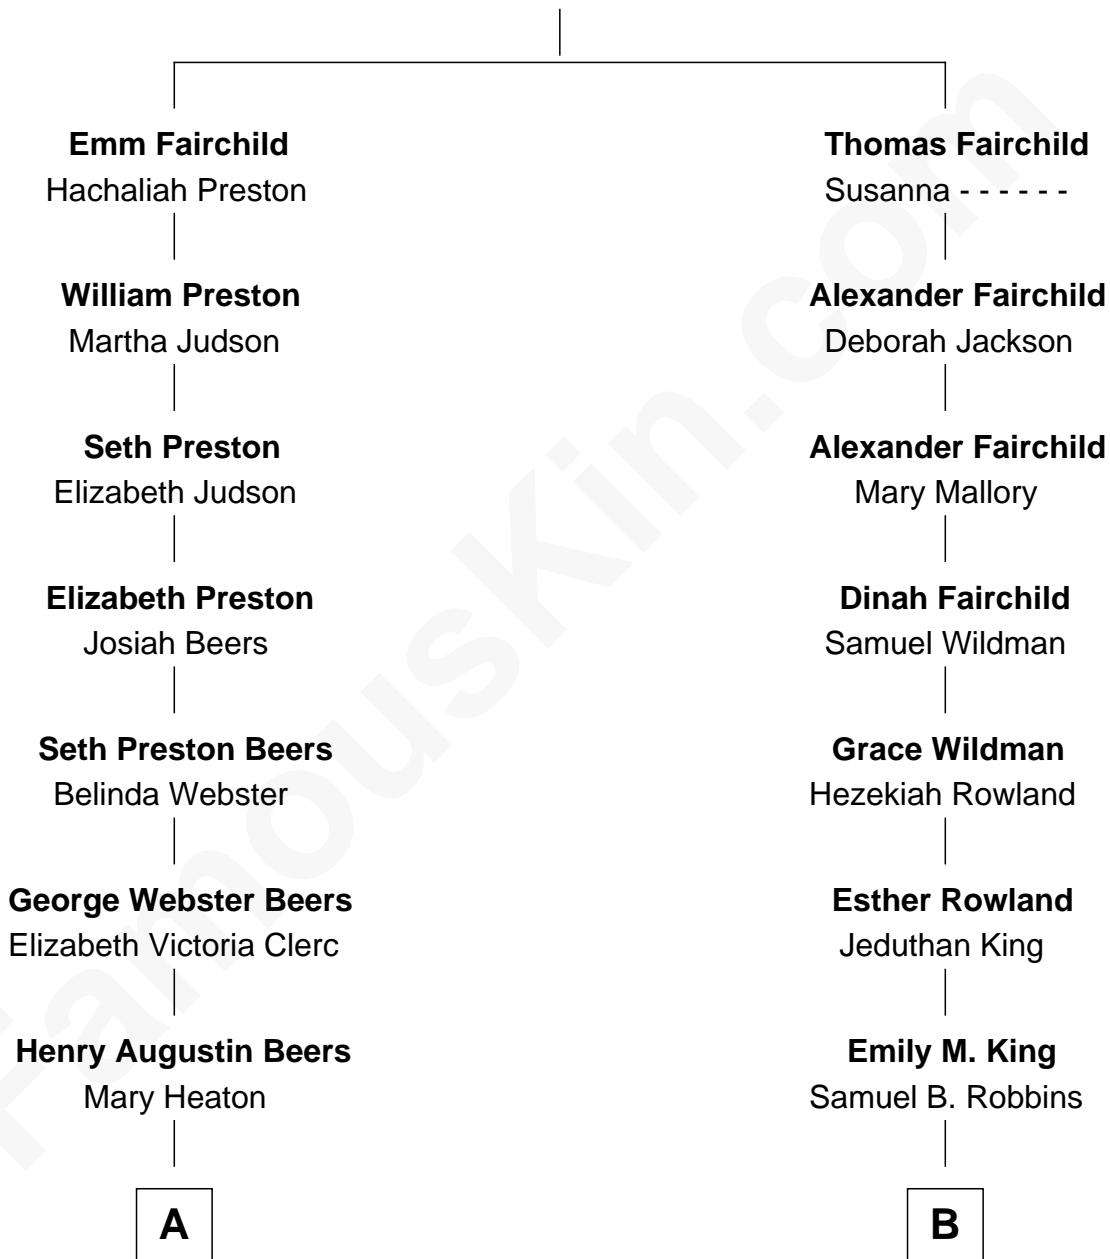 Emm Fairchild
Hachaliah Preston
William Preston
Martha Judson
Seth Preston
Elizabeth Judson
Elizabeth Preston
Josiah Beers
Seth Preston Beers
Belinda Webster
George Webster Beers
Elizabeth Victoria Clerc
Henry Augustin Beers
Mary Heaton
A
Thomas Fairchild
Susanna - - - - - -
Alexander Fairchild
Deborah Jackson
Alexander Fairchild
Mary Mallory
Dinah Fairchild
Samuel Wildman
Grace Wildman
Hezekiah Rowland
Esther Rowland
Jeduthan King
Emily M. King
Samuel B. Robbins
B
FamousKin.com